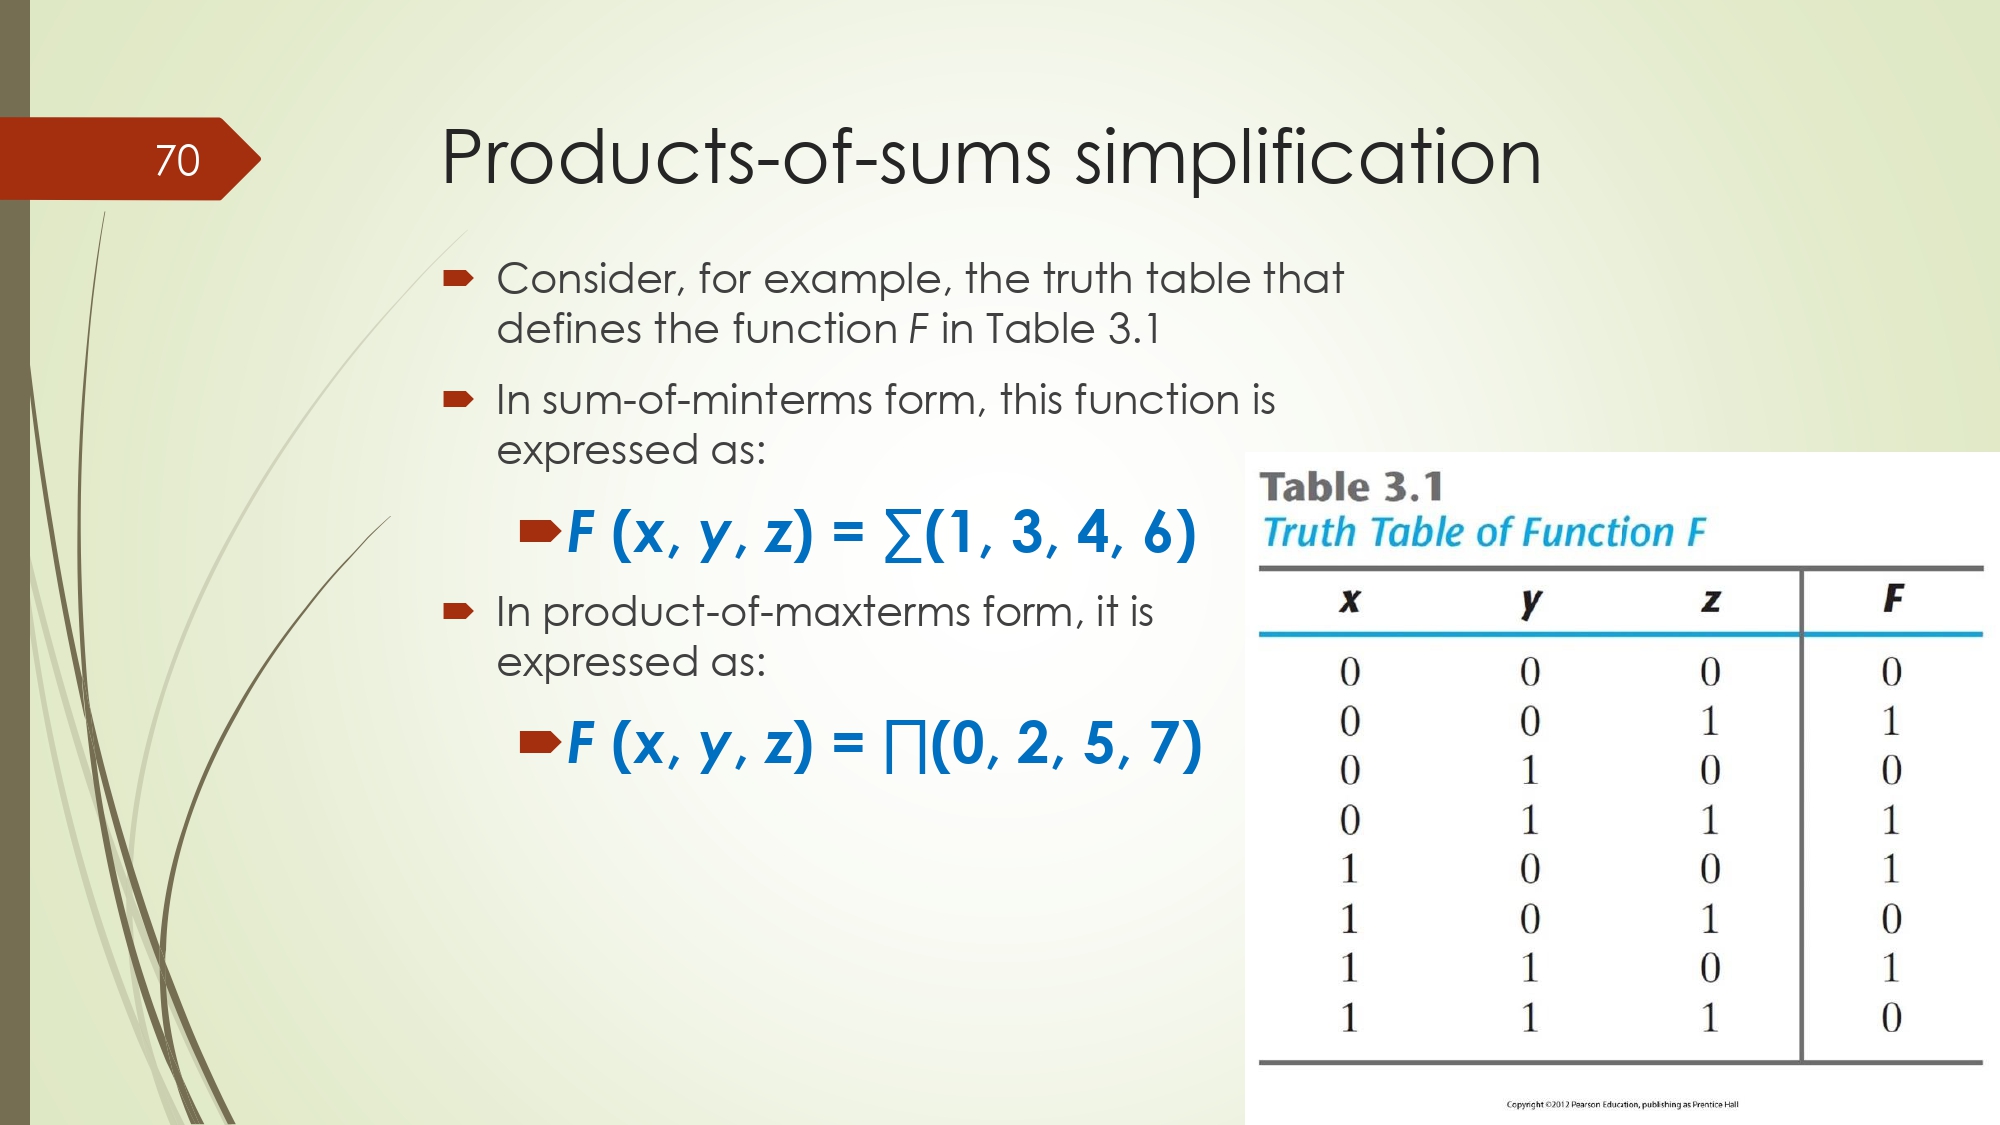 70
Products-of-sums simplification
Consider, for example, the truth table that
defines the function F in Table 3.1
In sum-of-minterms form, this function is
expressed as:
F (x, y, z) = ∑(1, 3, 4, 6)
In product-of-maxterms form, it is
expressed as:
F (x, y, z) = ∏(0, 2, 5, 7)
Table 3.1
Truth Table of Function F
x y z F
0 0 0 0
0 0 1 1
0 1 0 0
0 1 1 1
1 0 0 1
1 0 1 0
1 1 0 1
1 1 1 0
Copyright ©2012 Pearson Education, publishing as Prentice Hall